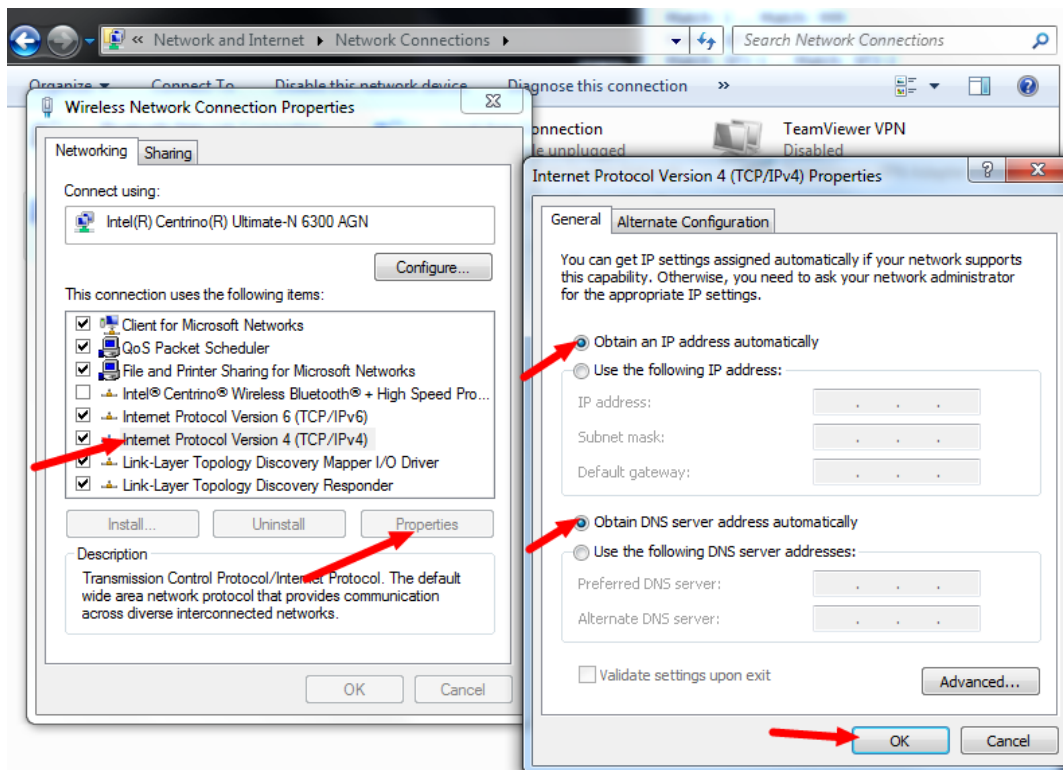 « Network and Internet ▸ Network Connections ▸
Search Network Connections
Organize Connect To Disable this network device Diagnose this connection »
Wireless Network Connection Properties
onnection
le unplugged
TeamViewer VPN
Disabled
Networking Sharing
Connect using:
Intel(R) Centrino(R) Ultimate-N 6300 AGN
Configure...
This connection uses the following items:
Client for Microsoft Networks
QoS Packet Scheduler
File and Printer Sharing for Microsoft Networks
Intel® Centrino® Wireless Bluetooth® + High Speed Pro...
Internet Protocol Version 6 (TCP/IPv6)
Internet Protocol Version 4 (TCP/IPv4)
Link-Layer Topology Discovery Mapper I/O Driver
Link-Layer Topology Discovery Responder
Install... Uninstall Properties
Description
Transmission Control Protocol/Internet Protocol. The default
wide area network protocol that provides communication
across diverse interconnected networks.
OK Cancel
Internet Protocol Version 4 (TCP/IPv4) Properties
General Alternate Configuration
You can get IP settings assigned automatically if your network supports
this capability. Otherwise, you need to ask your network administrator
for the appropriate IP settings.
Obtain an IP address automatically
Use the following IP address:
IP address:
Subnet mask:
Default gateway:
Obtain DNS server address automatically
Use the following DNS server addresses:
Preferred DNS server:
Alternate DNS server:
Validate settings upon exit
Advanced...
OK Cancel